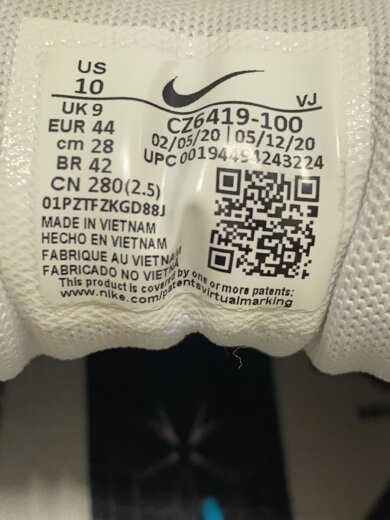 US
10
VJ
UK 9
EUR 44
cm 28
BR 42
CN 280(2.5)
CZ6419-100
02/05/20 | 05/12/20
UPC 00194494243224
01PZTFZKGD88J
MADE IN VIETNAM
HECHO EN VIETNAM
FABRIQUE AU VIETNAM
FABRICADO NO VIETNÃ
This product is covered by one or more patents:
www.nike.com/patentsvirtualmarking